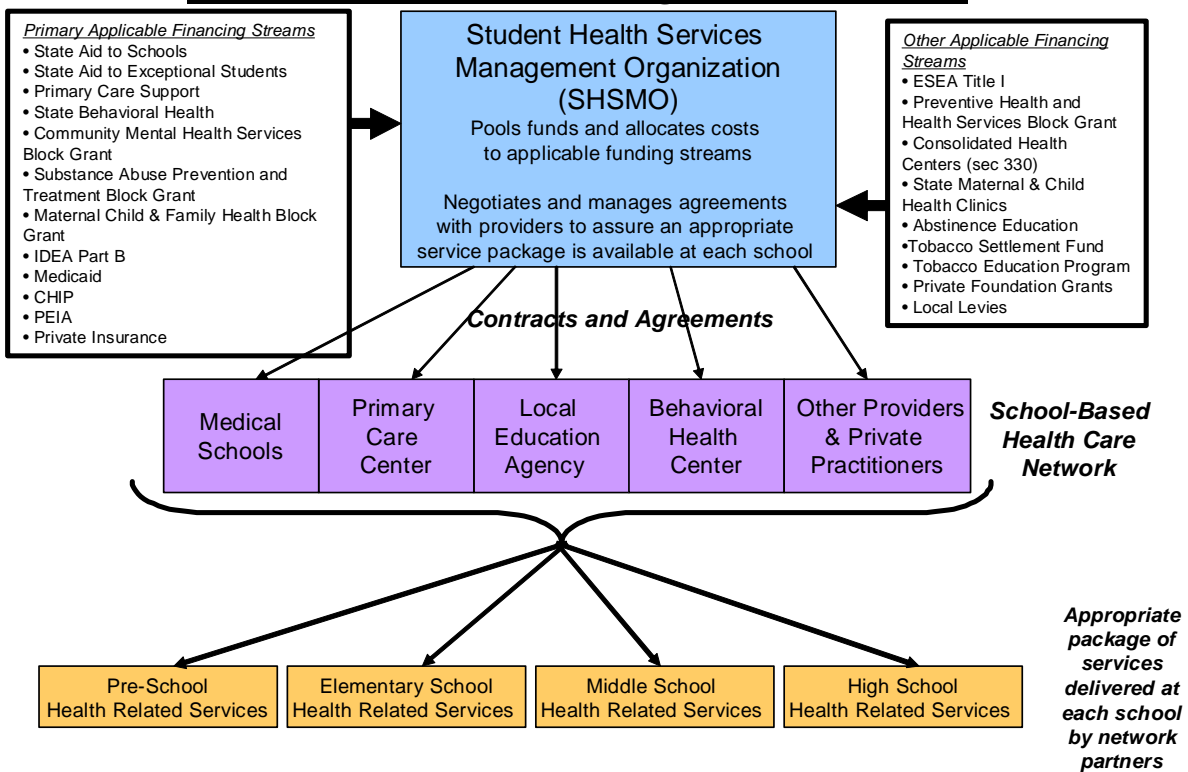 Primary Applicable Financing Streams
• State Aid to Schools
• State Aid to Exceptional Students
• Primary Care Support
• State Behavioral Health
• Community Mental Health Services
Block Grant
• Substance Abuse Prevention and
Treatment Block Grant
• Maternal Child & Family Health Block
Grant
• IDEA Part B
• Medicaid
• CHIP
• PEIA
• Private Insurance
Student Health Services
Management Organization
(SHSMO)
Pools funds and allocates costs
to applicable funding streams
Negotiates and manages agreements
with providers to assure an appropriate
service package is available at each school
Other Applicable Financing
Streams
• ESEA Title I
• Preventive Health and
Health Services Block Grant
• Consolidated Health
Centers (sec 330)
• State Maternal & Child
Health Clinics
• Abstinence Education
•Tobacco Settlement Fund
• Tobacco Education Program
• Private Foundation Grants
• Local Levies
Contracts and Agreements
Medical
Schools
Primary
Care
Center
Local
Education
Agency
Behavioral
Health
Center
Other Providers
& Private
Practitioners
School-Based
Health Care
Network
Pre-School
Health Related Services
Elementary School
Health Related Services
Middle School
Health Related Services
High School
Health Related Services
Appropriate
package of
services
delivered at
each school
by network
partners